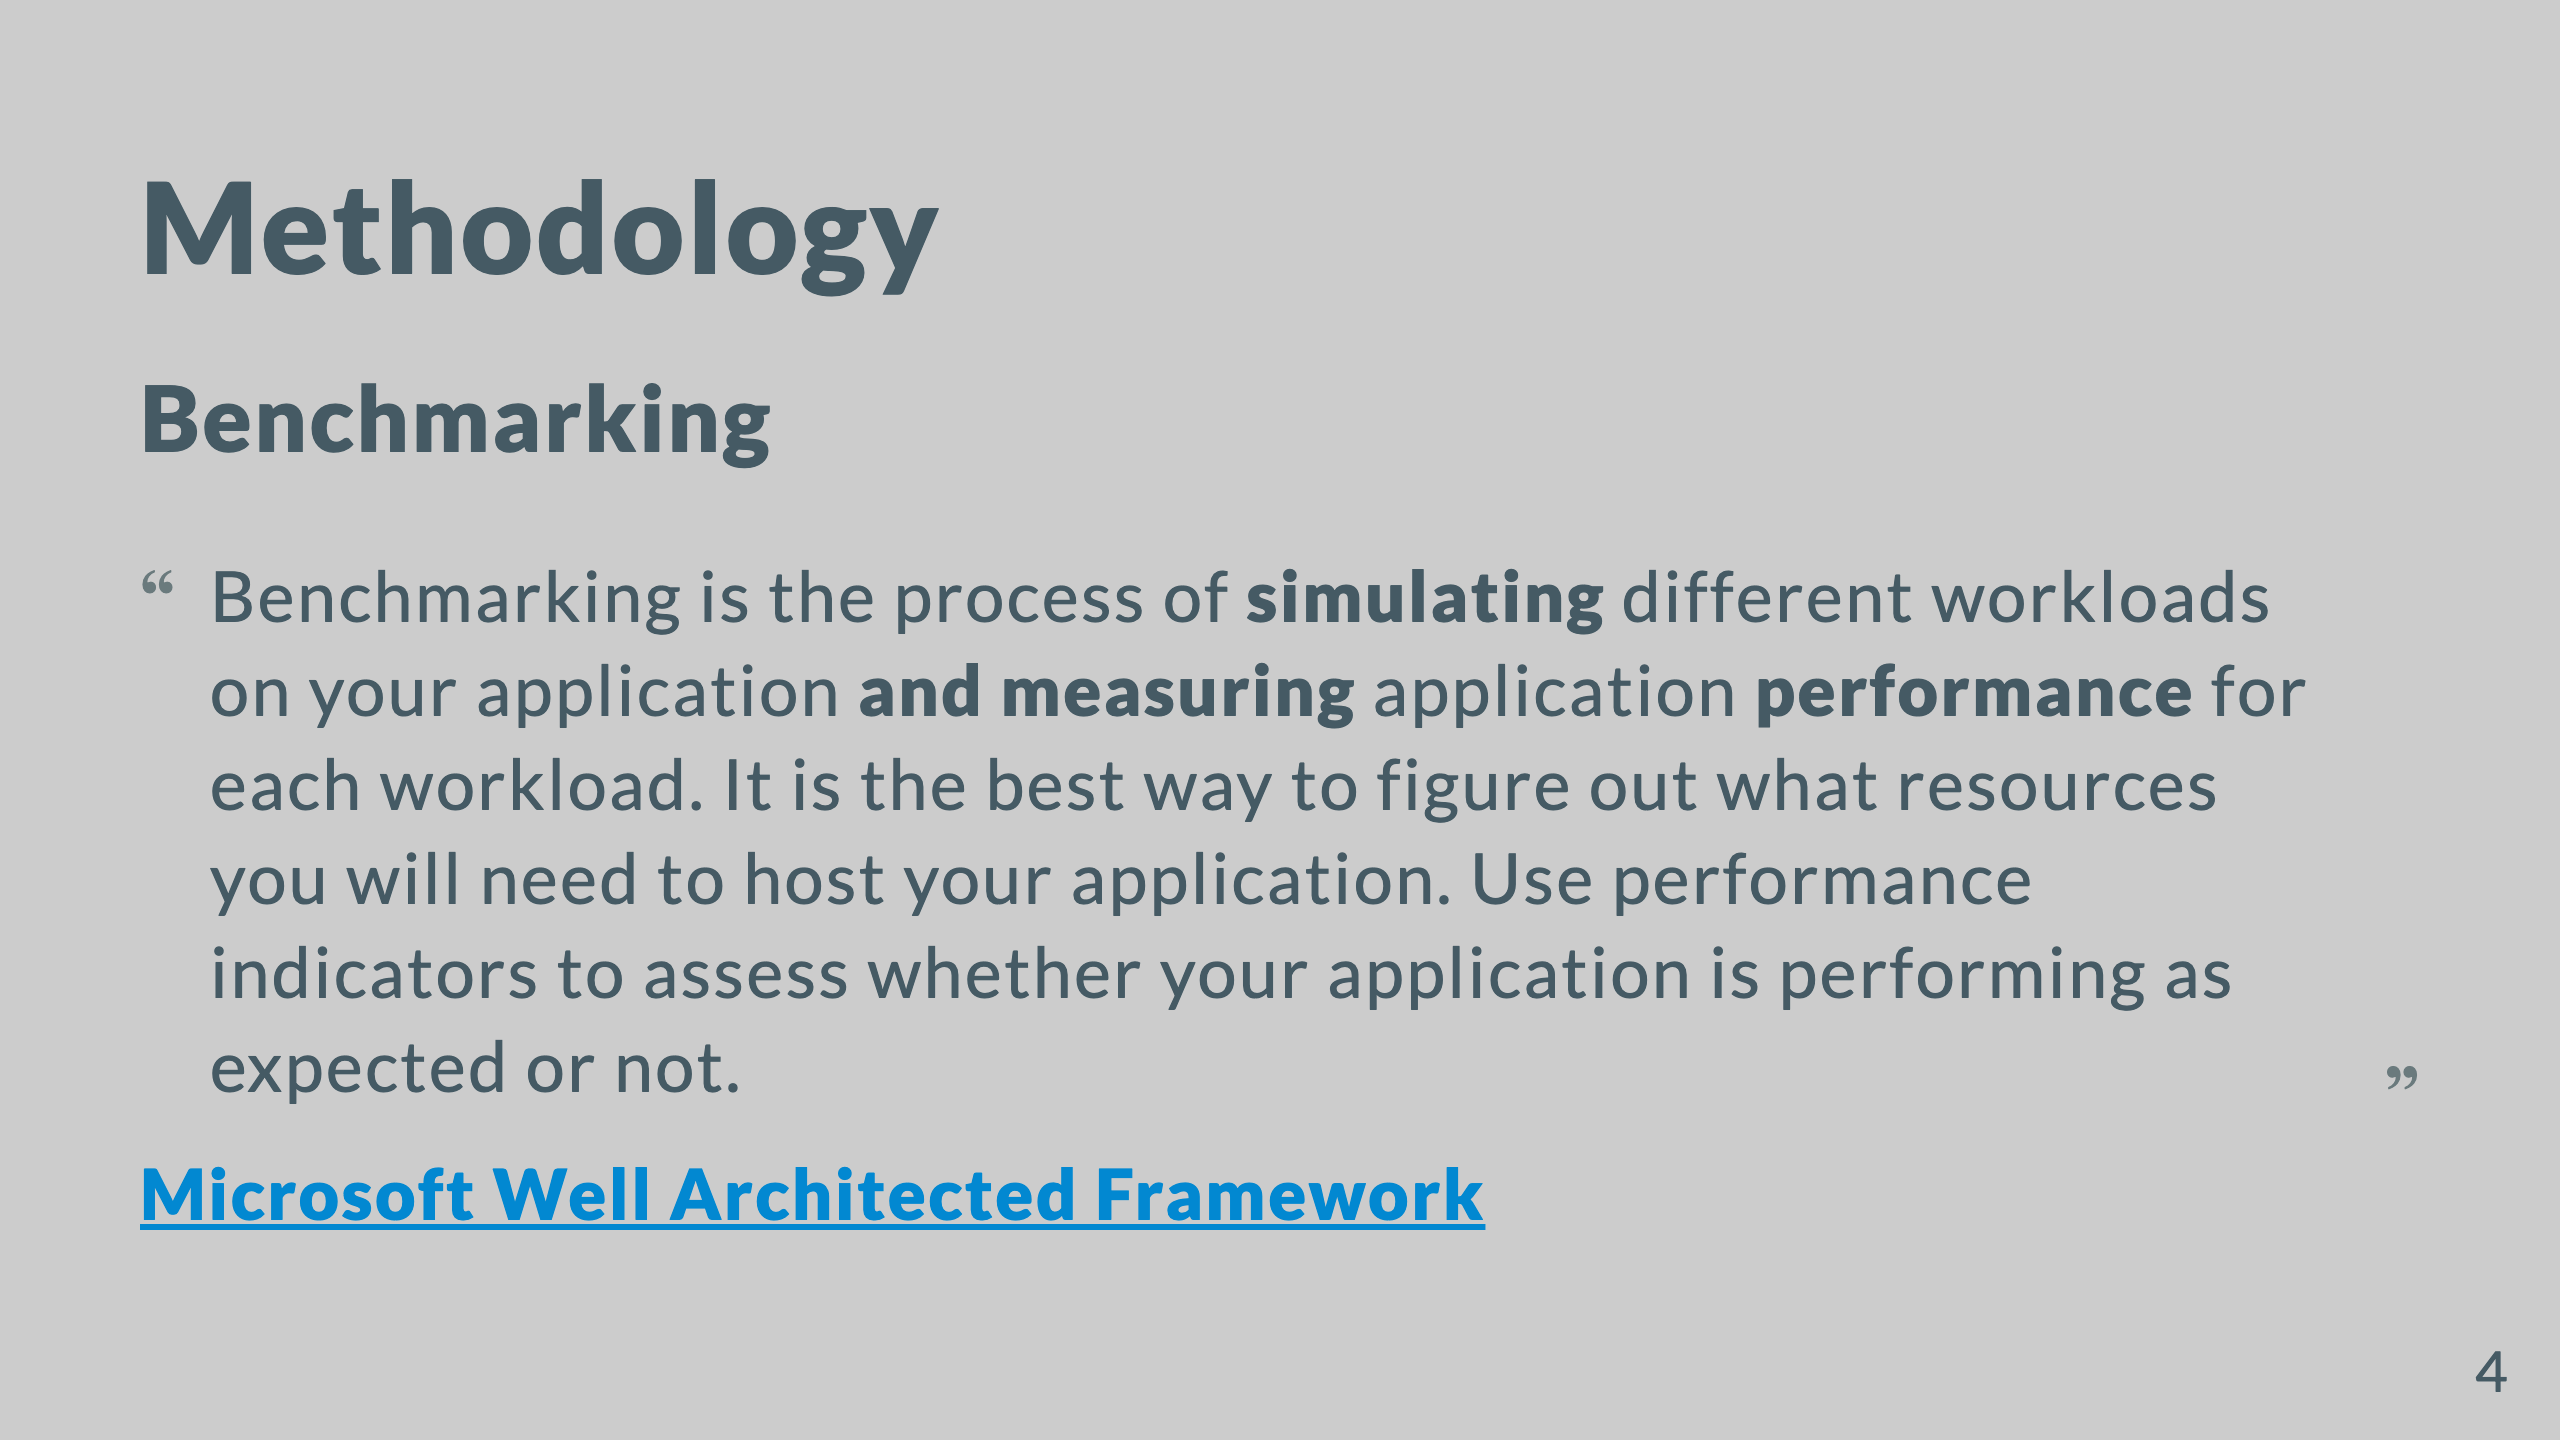 Methodology
Benchmarking
“ Benchmarking is the process of simulating different workloads
on your application and measuring application performance for
each workload. It is the best way to figure out what resources
you will need to host your application. Use performance
indicators to assess whether your application is performing as
expected or not. ”
Microsoft Well Architected Framework
4